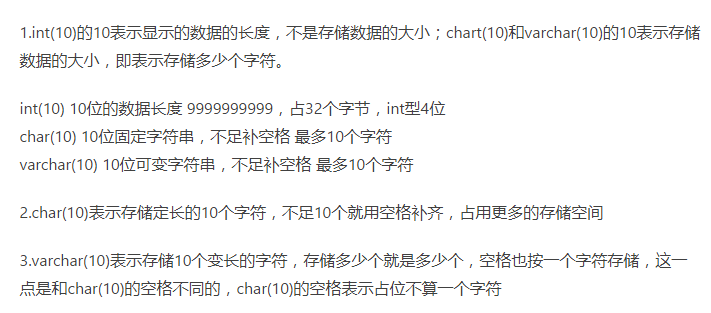 1.int(10)的10表示显示的数据的长度，不是存储数据的大小；chart(10)和varchar(10)的10表示存储
数据的大小，即表示存储多少个字符。
int(10) 10位的数据长度 9999999999，占32个字节，int型4位
char(10) 10位固定字符串，不足补空格 最多10个字符
varchar(10) 10位可变字符串，不足补空格 最多10个字符
2.char(10)表示存储定长的10个字符，不足10个就用空格补齐，占用更多的存储空间
3.varchar(10)表示存储10个变长的字符，存储多少个就是多少个，空格也按一个字符存储，这一
点是和char(10)的空格不同的，char(10)的空格表示占位不算一个字符